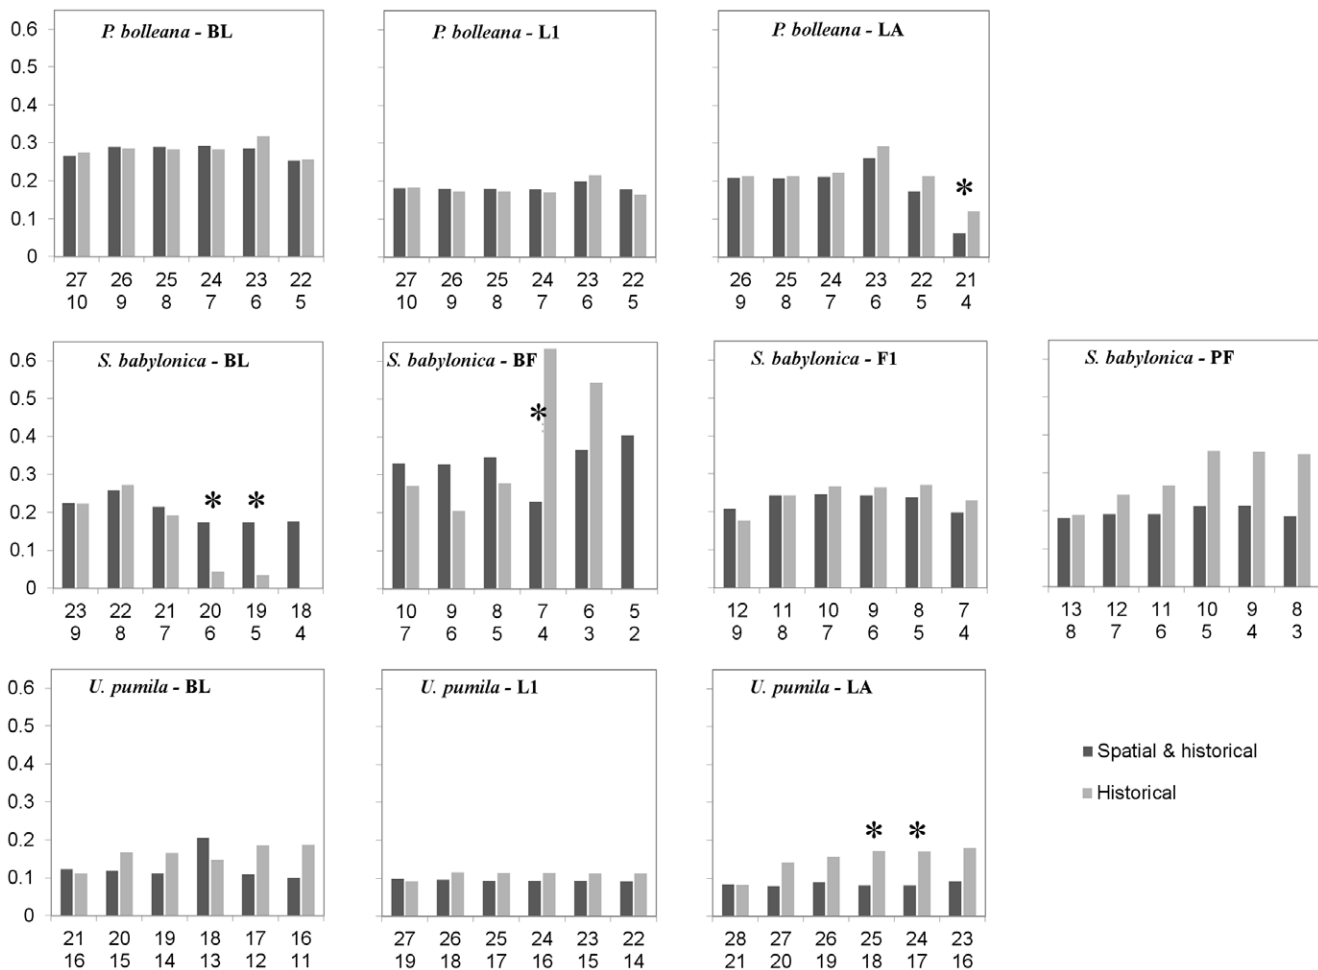 P. bolleana - BL
0.6
0.5
0.4
0.3
0.2
0.1
0
27 26 25 24 23 22
10 9 8 7 6 5
P. bolleana - L1
27 26 25 24 23 22
10 9 8 7 6 5
P. bolleana - LA
*
26 25 24 23 22 21
9 8 7 6 5 4
S. babylonica - BL
0.6
0.5
0.4
0.3
0.2
0.1
0
* *
23 22 21 20 19 18
9 8 7 6 5 4
S. babylonica - BF
*
10 9 8 7 6 5
7 6 5 4 3 2
S. babylonica - F1
12 11 10 9 8 7
9 8 7 6 5 4
S. babylonica - PF
13 12 11 10 9 8
8 7 6 5 4 3
U. pumila - BL
0.6
0.5
0.4
0.3
0.2
0.1
0
21 20 19 18 17 16
16 15 14 13 12 11
U. pumila - L1
27 26 25 24 23 22
19 18 17 16 15 14
U. pumila - LA
* *
28 27 26 25 24 23
21 20 19 18 17 16
Spatial & historical
Historical